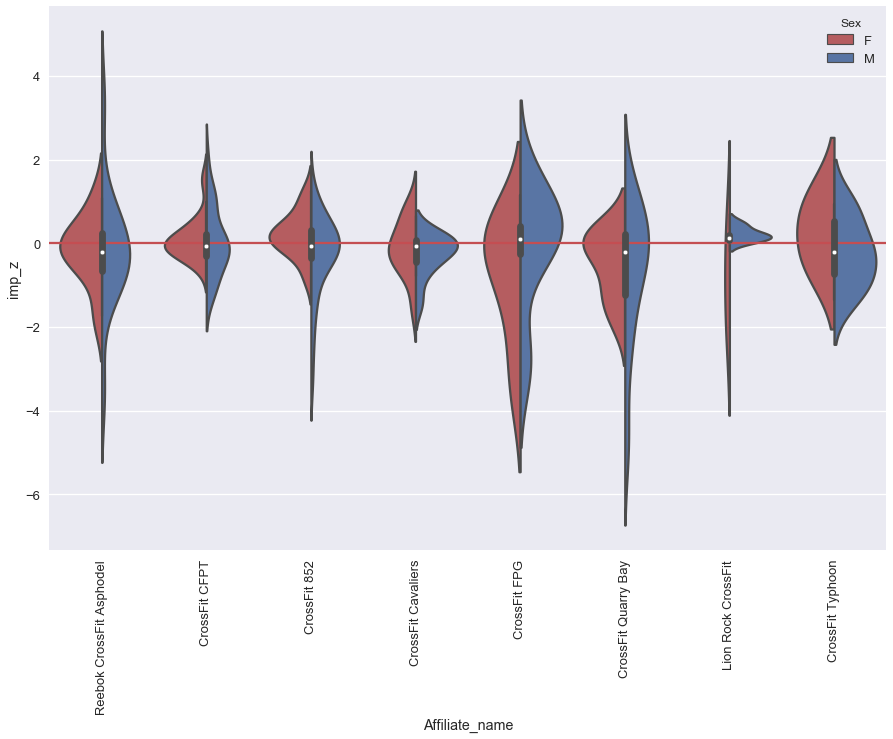 Sex
F
M
4
2
0
−2
−4
−6
imp_z
Reebok CrossFit Asphodel
CrossFit CFPT
CrossFit 852
CrossFit Cavaliers
CrossFit FPG
CrossFit Quarry Bay
Lion Rock CrossFit
CrossFit Typhoon
Affiliate_name